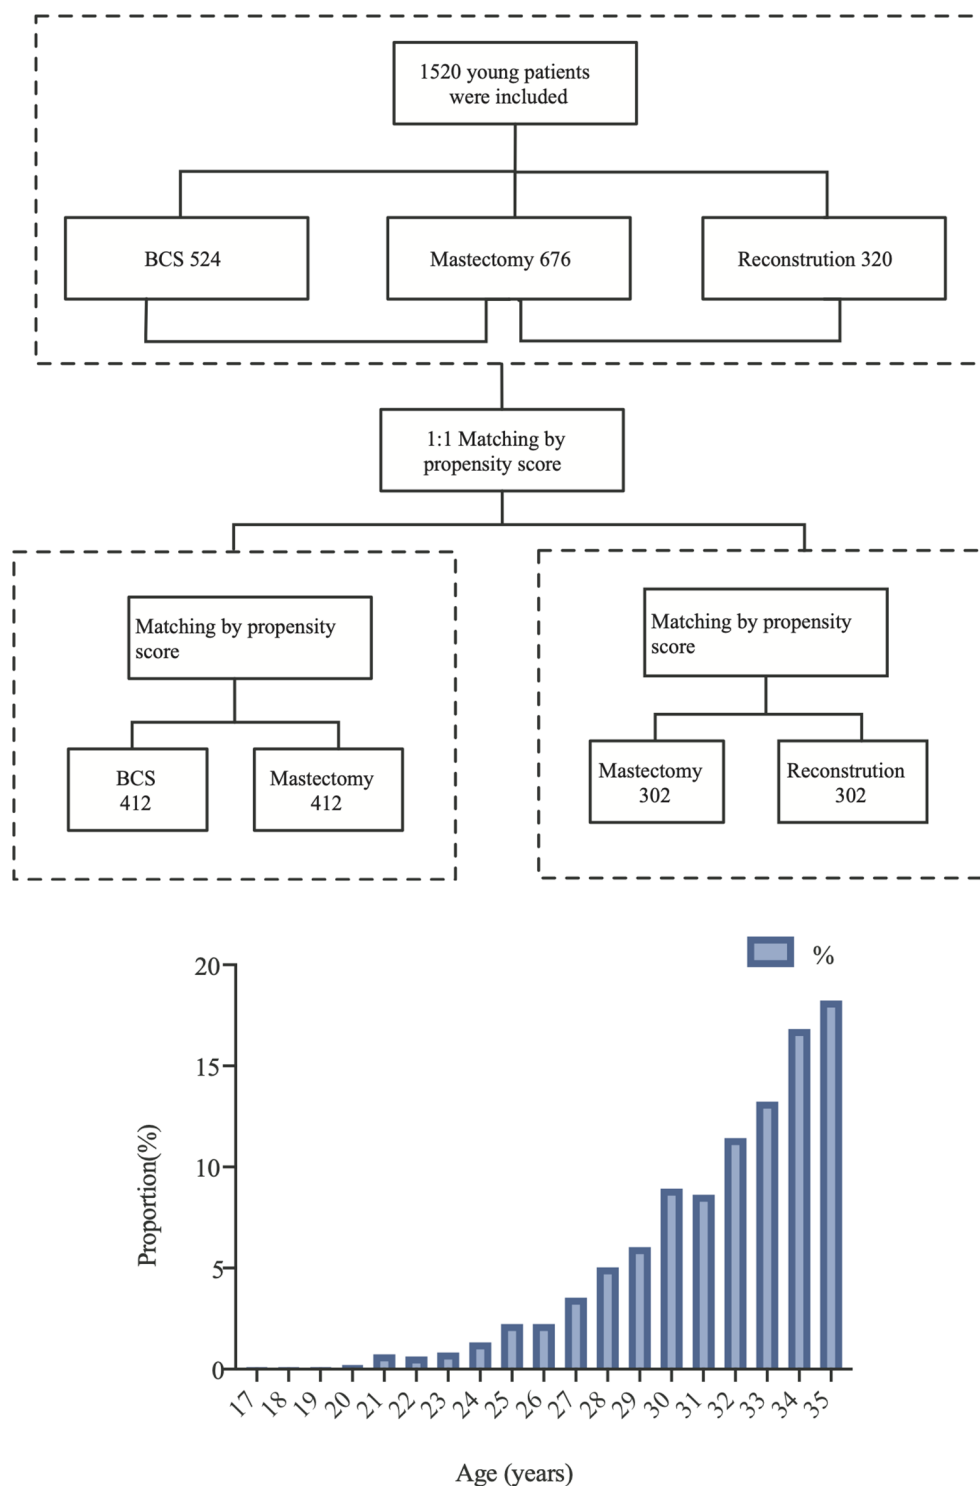 1520 young patients
were included
BCS 524
Mastectomy 676
Reconstrution 320
1:1 Matching by
propensity score
Matching by propensity
score
Matching by propensity
score
BCS
412
Mastectomy
412
Mastectomy
302
Reconstrution
302
%
20
15
10
5
0
Proportion(%)
17 18 19 20 21 22 23 24 25 26 27 28 29 30 31 32 33 34 35
Age (years)